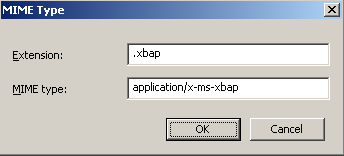 MIME Type
Extension: .xbap
MIME type: application/x-ms-xbap
OK Cancel